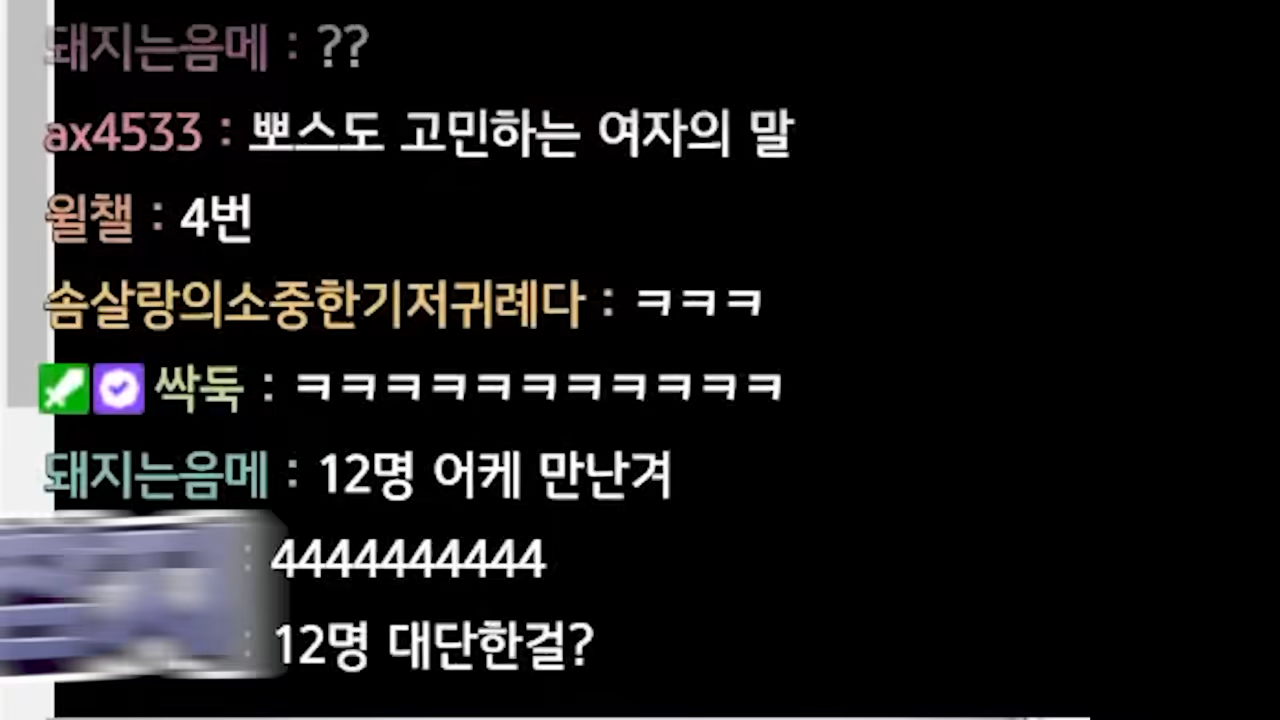 돼지는음메 : ??
ax4533 : 뽀스도 고민하는 여자의 말
윌챌 : 4번
솜살랑의소중한기저귀례다 : ㅋㅋㅋ
싹둑 : ㅋㅋㅋㅋㅋㅋㅋㅋㅋㅋㅋ
돼지는음메 : 12명 어케 만난겨
: 4444444444
: 12명 대단한걸?